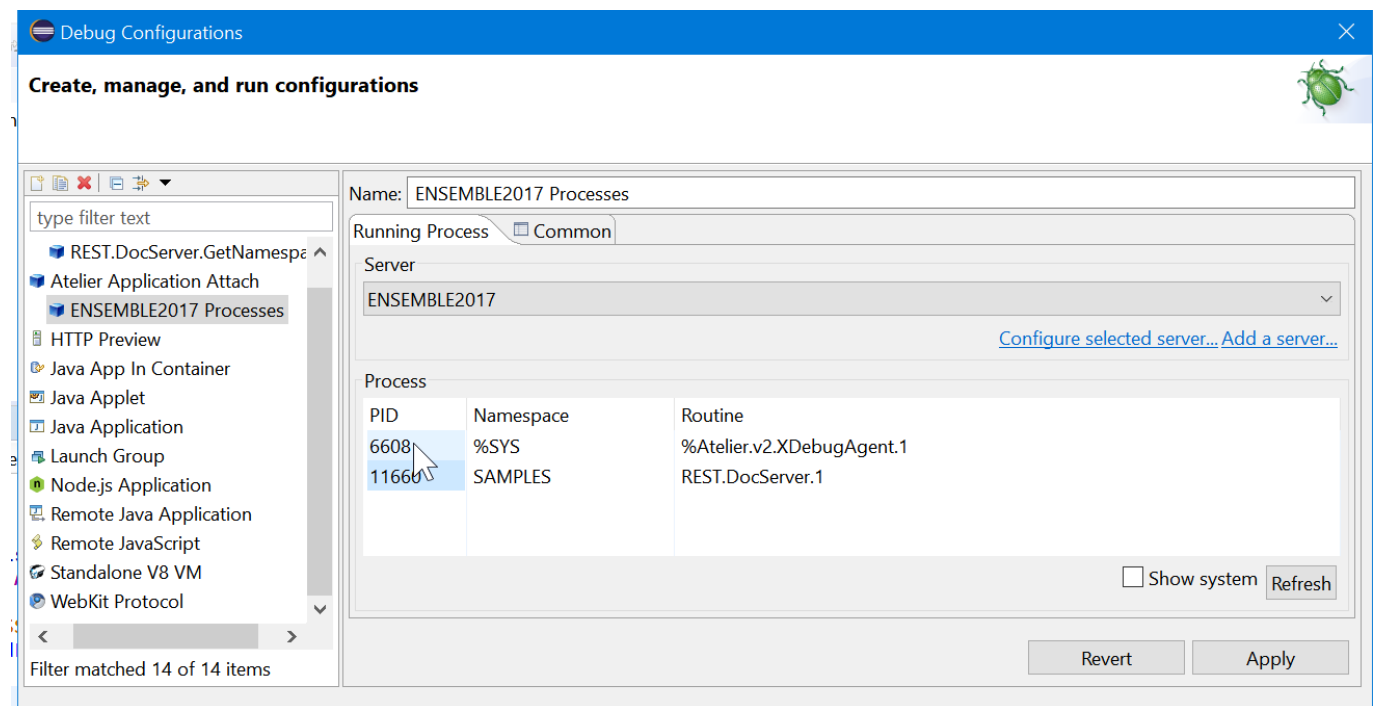 Debug Configurations
Create, manage, and run configurations
type filter text
REST.DocServer.GetNamespa
Atelier Application Attach
ENSEMBLE2017 Processes
HTTP Preview
Java App In Container
Java Applet
Java Application
Launch Group
Node.js Application
Remote Java Application
Remote JavaScript
Standalone V8 VM
WebKit Protocol
Filter matched 14 of 14 items
Name: ENSEMBLE2017 Processes
Running Process Common
Server
ENSEMBLE2017
Configure selected server... Add a server...
Process
PID Namespace Routine
6608 %SYS %Atelier.v2.XDebugAgent.1
11660 SAMPLES REST.DocServer.1
Show system Refresh
Revert Apply